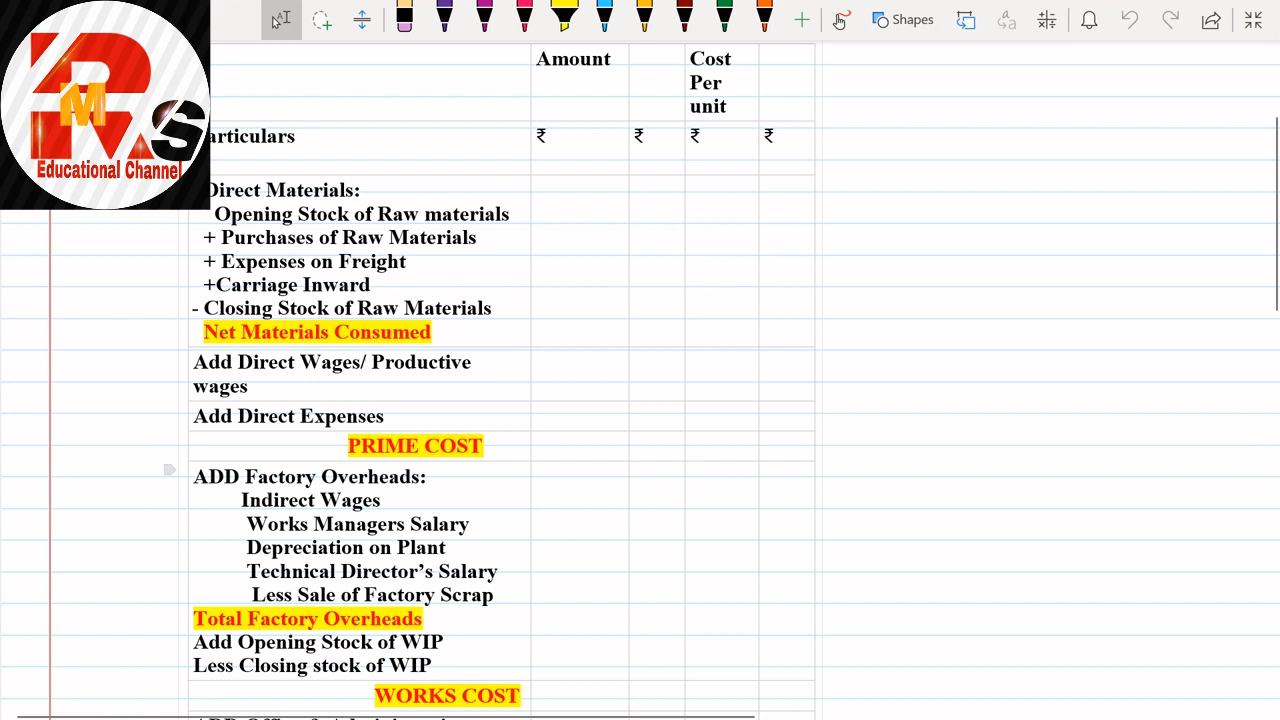 Shapes
RMS
Educational Channel
Amount
Cost
Per
unit
articulars
₹ ₹ ₹ ₹
Direct Materials:
Opening Stock of Raw materials
+ Purchases of Raw Materials
+ Expenses on Freight
+Carriage Inward
- Closing Stock of Raw Materials
Net Materials Consumed
Add Direct Wages/ Productive
wages
Add Direct Expenses
PRIME COST
ADD Factory Overheads:
Indirect Wages
Works Managers Salary
Depreciation on Plant
Technical Director’s Salary
Less Sale of Factory Scrap
Total Factory Overheads
Add Opening Stock of WIP
Less Closing stock of WIP
WORKS COST